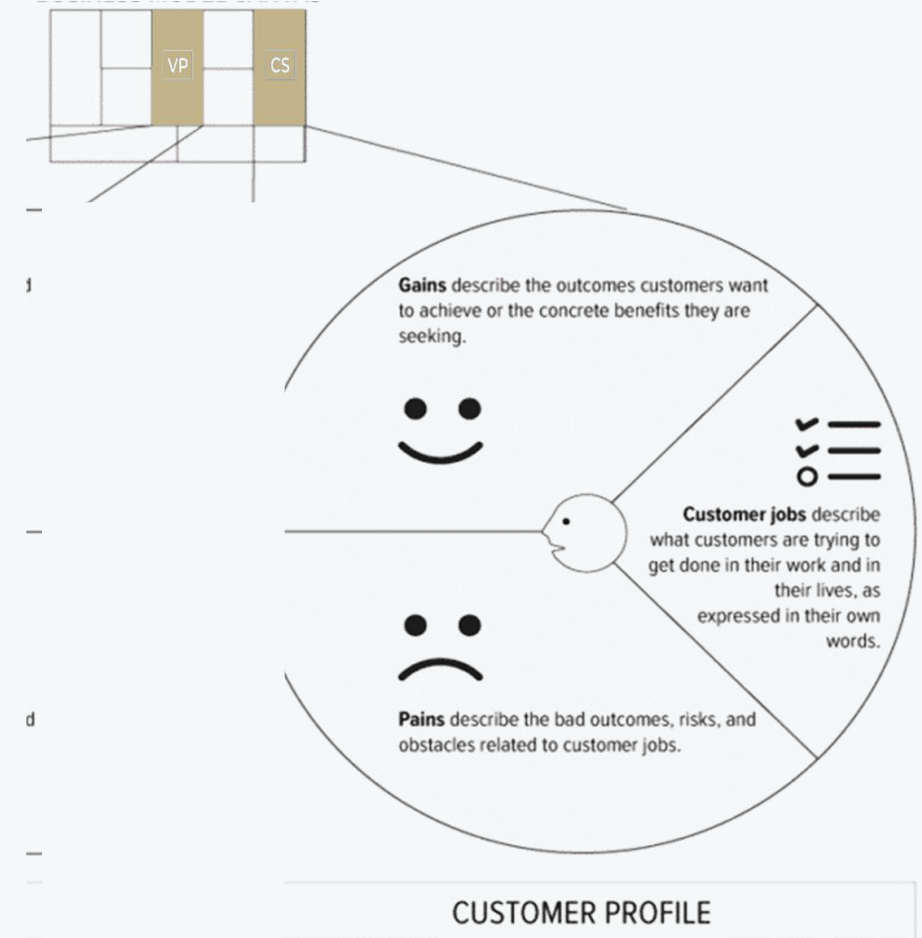 VP
CS
Gains describe the outcomes customers want
to achieve or the concrete benefits they are
seeking.
Customer jobs describe
what customers are trying to
get done in their work and in
their lives, as
expressed in their own
words.
d
Pains describe the bad outcomes, risks, and
obstacles related to customer jobs.
CUSTOMER PROFILE